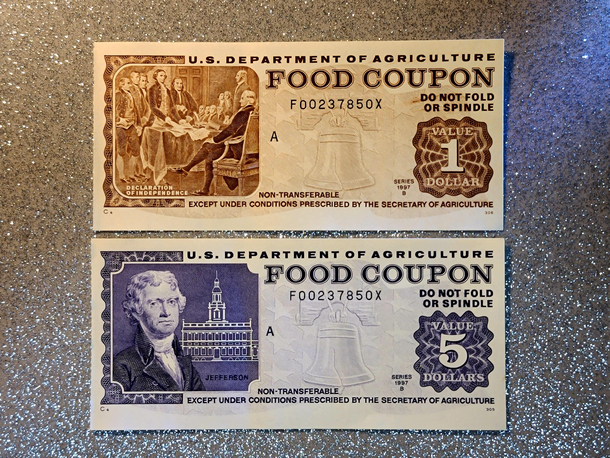 U.S. DEPARTMENT OF AGRICULTURE
FOOD COUPON
F00237850X
DO NOT FOLD
OR SPINDLE
A
VALUE
1
DOLLAR
DECLARATION
OF INDEPENDENCE
NON-TRANSFERABLE
SERIES
1997
B
EXCEPT UNDER CONDITIONS PRESCRIBED BY THE SECRETARY OF AGRICULTURE
U.S. DEPARTMENT OF AGRICULTURE
FOOD COUPON
F00237850X
DO NOT FOLD
OR SPINDLE
A
VALUE
5
DOLLARS
JEFFERSON
NON-TRANSFERABLE
SERIES
1997
B
EXCEPT UNDER CONDITIONS PRESCRIBED BY THE SECRETARY OF AGRICULTURE